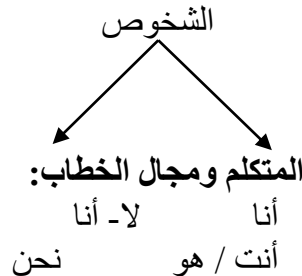 الشخوص
المتكلم ومجال الخطاب:
أنا لا- أنا
أنت / هو نحن